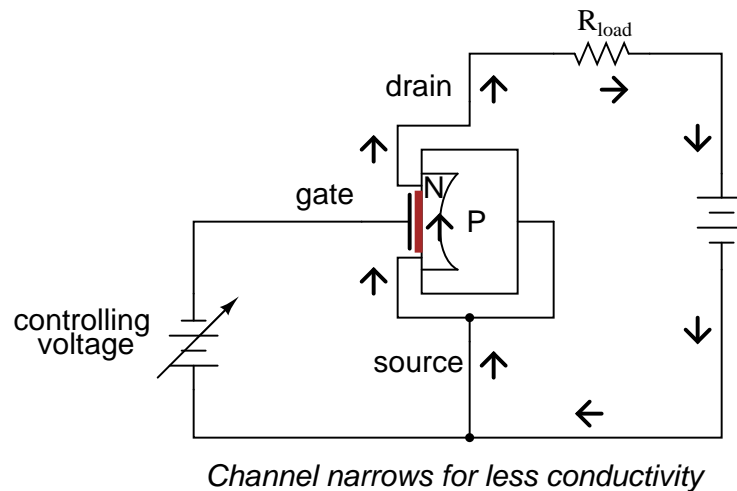 R_load
drain
N
gate
P
controlling
voltage
source
Channel narrows for less conductivity